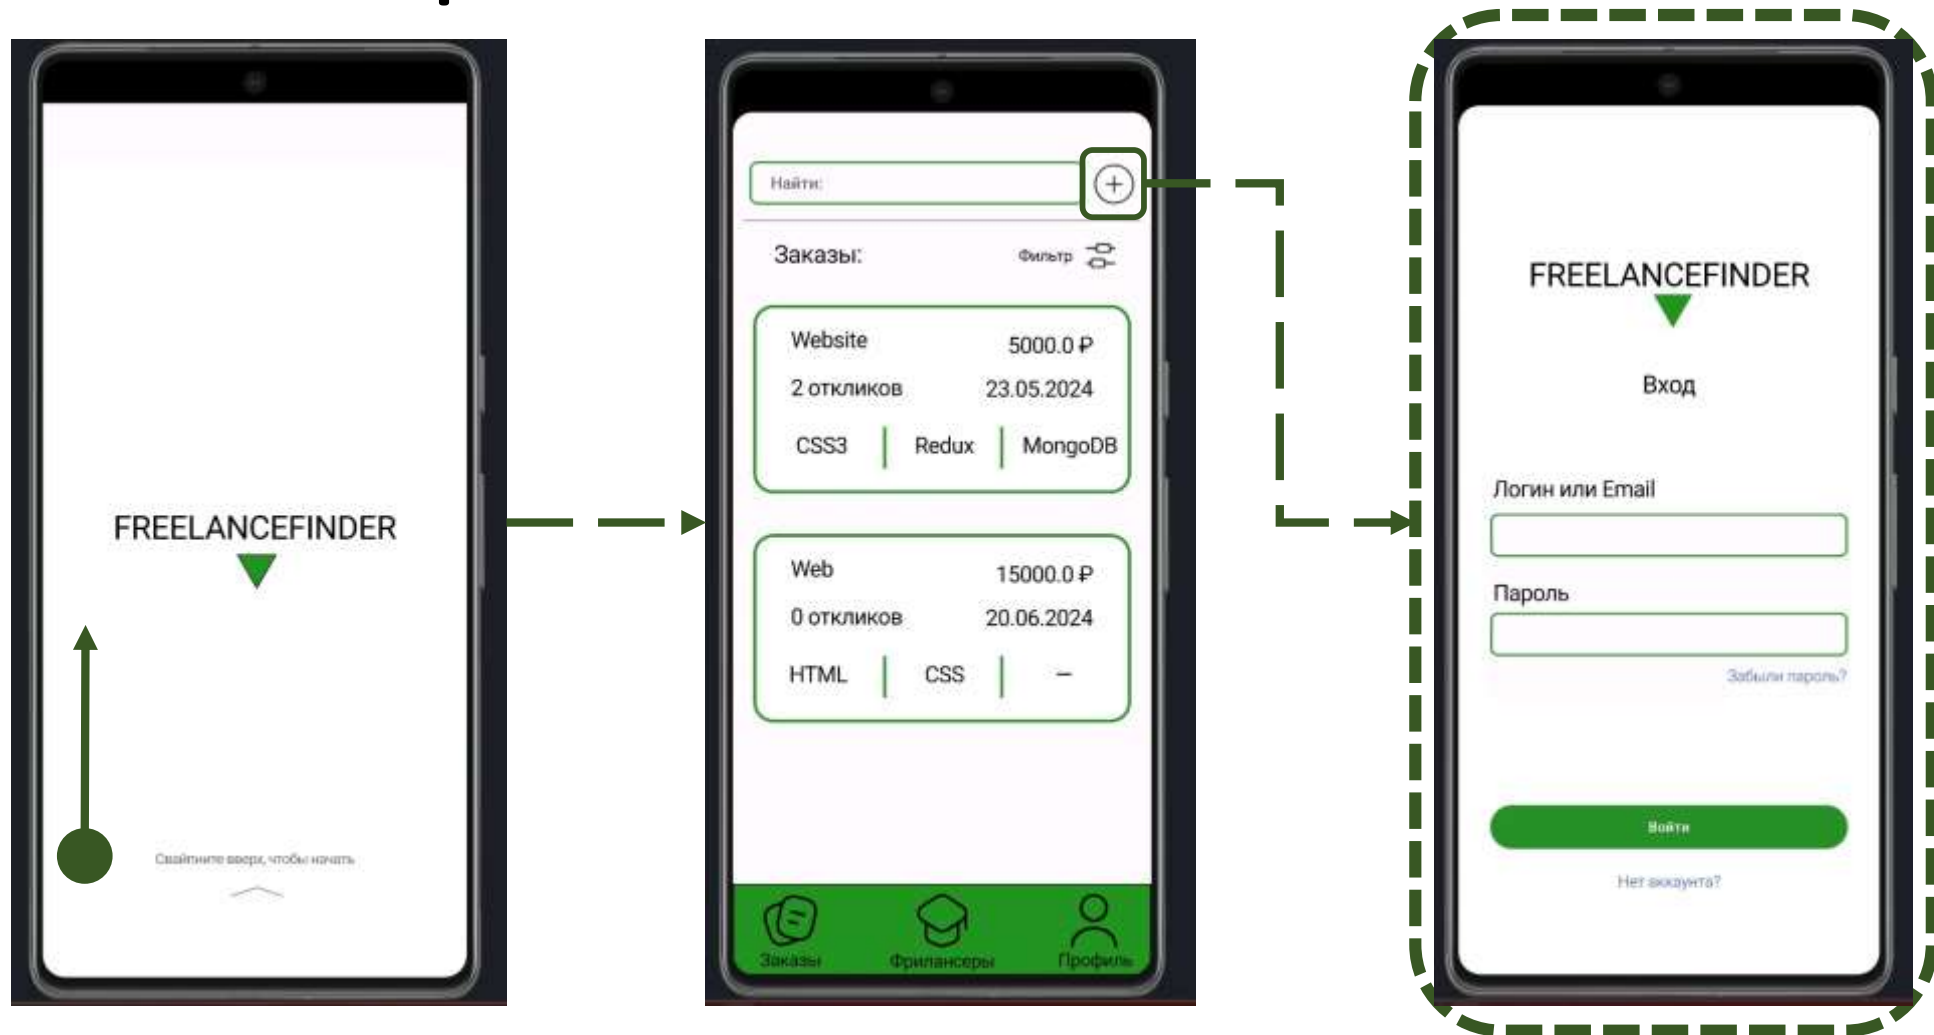 FREELANCEFINDER
Свайпните вверх, чтобы начать
Найти:
Заказы:
Фильтр
Website
5000.0 ₽
2 откликов
23.05.2024
CSS3
Redux
MongoDB
Web
15000.0 ₽
0 откликов
20.06.2024
HTML
CSS
–
Заказы
Фрилансеры
Профиль
FREELANCEFINDER
Вход
Логин или Email
Пароль
Забыли пароль?
Войти
Нет аккаунта?